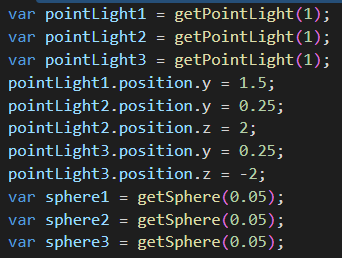 var pointLight1 = getPointLight(1);
var pointLight2 = getPointLight(1);
var pointLight3 = getPointLight(1);
pointLight1.position.y = 1.5;
pointLight2.position.y = 0.25;
pointLight2.position.z = 2;
pointLight3.position.y = 0.25;
pointLight3.position.z = -2;
var sphere1 = getSphere(0.05);
var sphere2 = getSphere(0.05);
var sphere3 = getSphere(0.05);